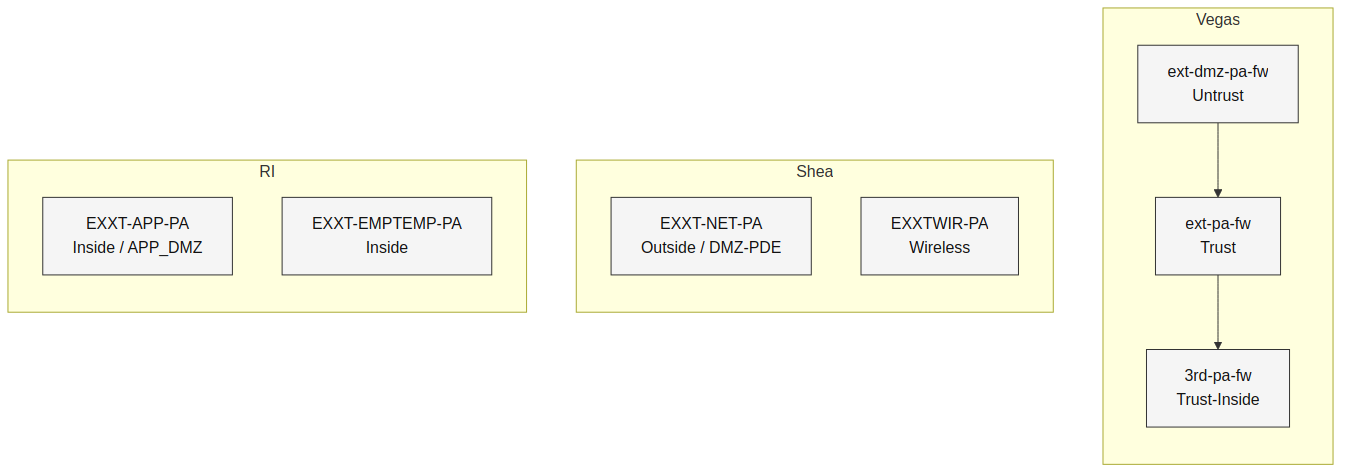 RI
EXXT-APP-PA
Inside / APP_DMZ
EXXT-EMPTEMP-PA
Inside
Shea
EXXT-NET-PA
Outside / DMZ-PDE
EXXTWIR-PA
Wireless
Vegas
ext-dmz-pa-fw
Untrust
ext-pa-fw
Trust
3rd-pa-fw
Trust-Inside